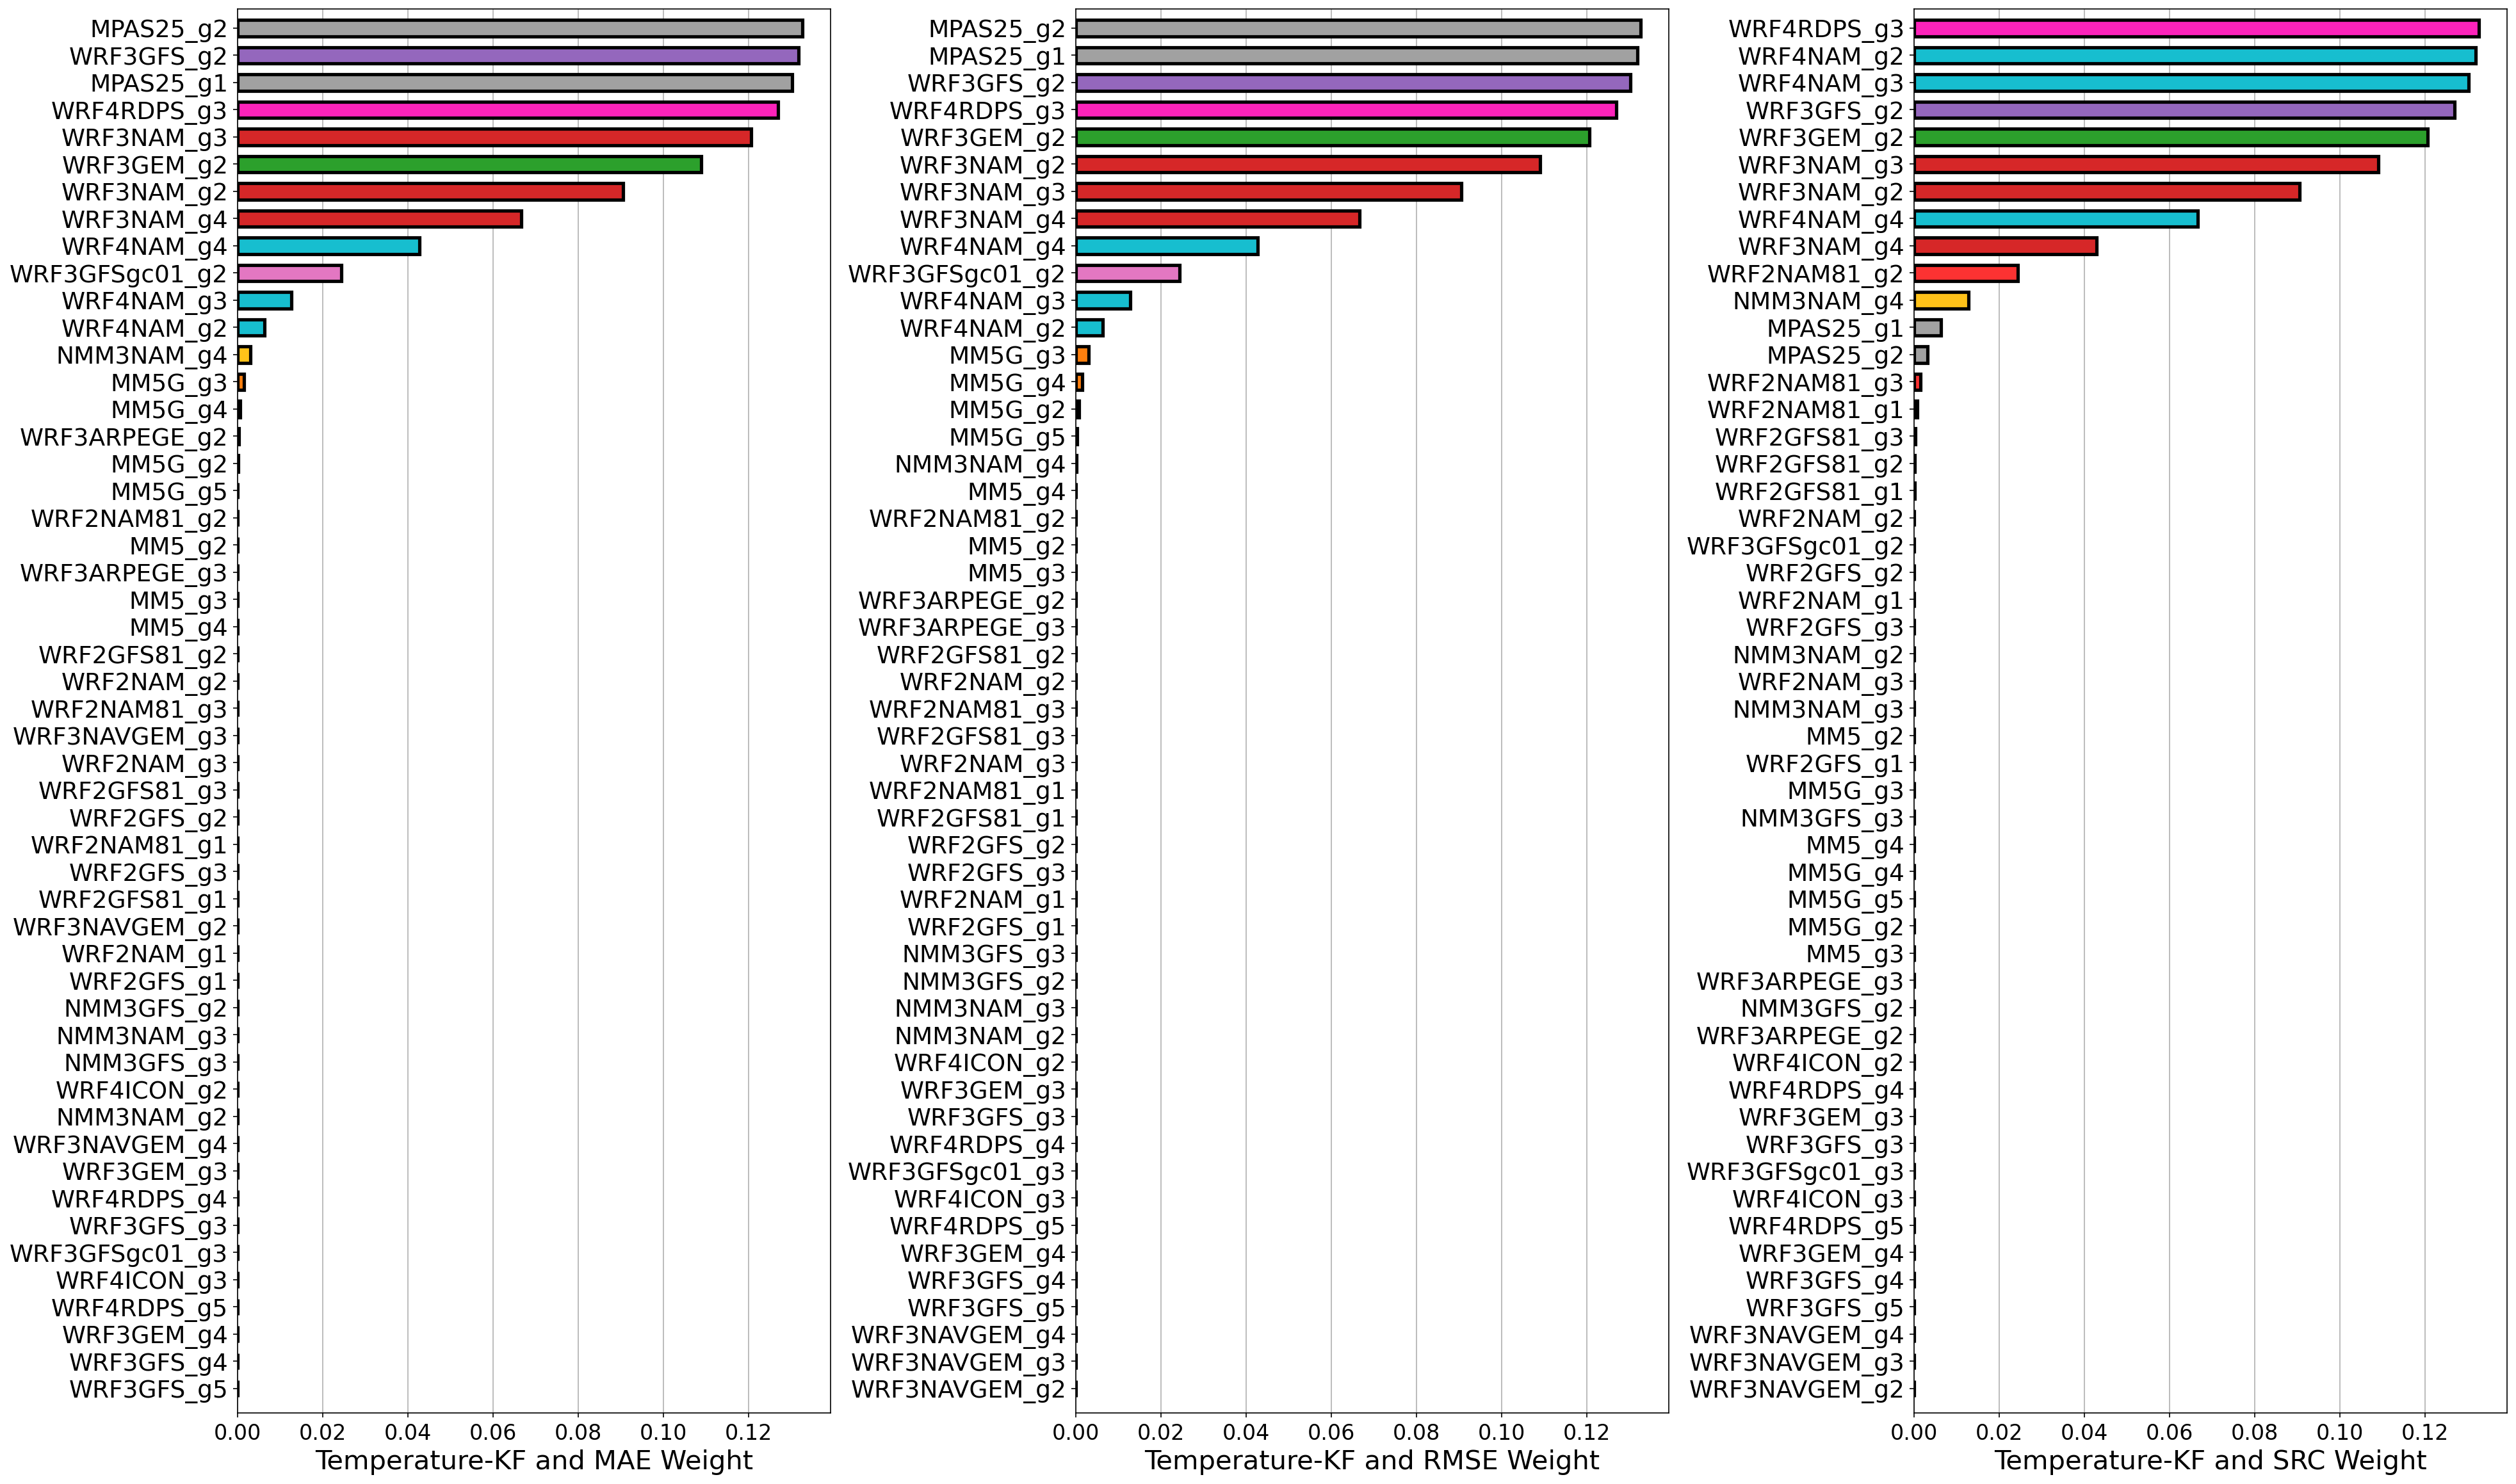 MPAS25_g2
WRF3GFS_g2
MPAS25_g1
WRF4RDPS_g3
WRF3NAM_g3
WRF3GEM_g2
WRF3NAM_g2
WRF3NAM_g4
WRF4NAM_g4
WRF3GFSgc01_g2
WRF4NAM_g3
WRF4NAM_g2
NMM3NAM_g4
MM5G_g3
MM5G_g4
WRF3ARPEGE_g2
MM5G_g2
MM5G_g5
WRF2NAM81_g2
MM5_g2
WRF3ARPEGE_g3
MM5_g3
MM5_g4
WRF2GFS81_g2
WRF2NAM_g2
WRF2NAM81_g3
WRF3NAVGEM_g3
WRF2NAM_g3
WRF2GFS81_g3
WRF2GFS_g2
WRF2NAM81_g1
WRF2GFS_g3
WRF2GFS81_g1
WRF3NAVGEM_g2
WRF2NAM_g1
WRF2GFS_g1
NMM3GFS_g2
NMM3NAM_g3
NMM3GFS_g3
WRF4ICON_g2
NMM3NAM_g2
WRF3NAVGEM_g4
WRF3GEM_g3
WRF4RDPS_g4
WRF3GFS_g3
WRF3GFSgc01_g3
WRF4ICON_g3
WRF4RDPS_g5
WRF3GEM_g4
WRF3GFS_g4
WRF3GFS_g5
0.00 0.02 0.04 0.06 0.08 0.10 0.12
Temperature-KF and MAE Weight
MPAS25_g2
MPAS25_g1
WRF3GFS_g2
WRF4RDPS_g3
WRF3GEM_g2
WRF3NAM_g2
WRF3NAM_g3
WRF3NAM_g4
WRF4NAM_g4
WRF3GFSgc01_g2
WRF4NAM_g3
WRF4NAM_g2
MM5G_g3
MM5G_g4
MM5G_g2
MM5G_g5
NMM3NAM_g4
MM5_g4
WRF2NAM81_g2
MM5_g2
MM5_g3
WRF3ARPEGE_g2
WRF3ARPEGE_g3
WRF2GFS81_g2
WRF2NAM_g2
WRF2NAM81_g3
WRF2GFS81_g3
WRF2NAM_g3
WRF2NAM81_g1
WRF2GFS81_g1
WRF2GFS_g2
WRF2GFS_g3
WRF2NAM_g1
WRF2GFS_g1
NMM3GFS_g3
NMM3GFS_g2
NMM3NAM_g3
NMM3NAM_g2
WRF4ICON_g2
WRF3GEM_g3
WRF3GFS_g3
WRF4RDPS_g4
WRF3GFSgc01_g3
WRF4ICON_g3
WRF4RDPS_g5
WRF3GEM_g4
WRF3GFS_g4
WRF3GFS_g5
WRF3NAVGEM_g4
WRF3NAVGEM_g3
WRF3NAVGEM_g2
0.00 0.02 0.04 0.06 0.08 0.10 0.12
Temperature-KF and RMSE Weight
WRF4RDPS_g3
WRF4NAM_g2
WRF4NAM_g3
WRF3GFS_g2
WRF3GEM_g2
WRF3NAM_g3
WRF3NAM_g2
WRF4NAM_g4
WRF3NAM_g4
WRF2NAM81_g2
NMM3NAM_g4
MPAS25_g1
MPAS25_g2
WRF2NAM81_g3
WRF2NAM81_g1
WRF2GFS81_g3
WRF2GFS81_g2
WRF2GFS81_g1
WRF2NAM_g2
WRF3GFSgc01_g2
WRF2GFS_g2
WRF2NAM_g1
WRF2GFS_g3
NMM3NAM_g2
WRF2NAM_g3
NMM3NAM_g3
MM5_g2
WRF2GFS_g1
MM5G_g3
NMM3GFS_g3
MM5_g4
MM5G_g4
MM5G_g5
MM5G_g2
MM5_g3
WRF3ARPEGE_g3
NMM3GFS_g2
WRF3ARPEGE_g2
WRF4ICON_g2
WRF4RDPS_g4
WRF3GEM_g3
WRF3GFS_g3
WRF3GFSgc01_g3
WRF4ICON_g3
WRF4RDPS_g5
WRF3GEM_g4
WRF3GFS_g4
WRF3GFS_g5
WRF3NAVGEM_g4
WRF3NAVGEM_g3
WRF3NAVGEM_g2
0.00 0.02 0.04 0.06 0.08 0.10 0.12
Temperature-KF and SRC Weight